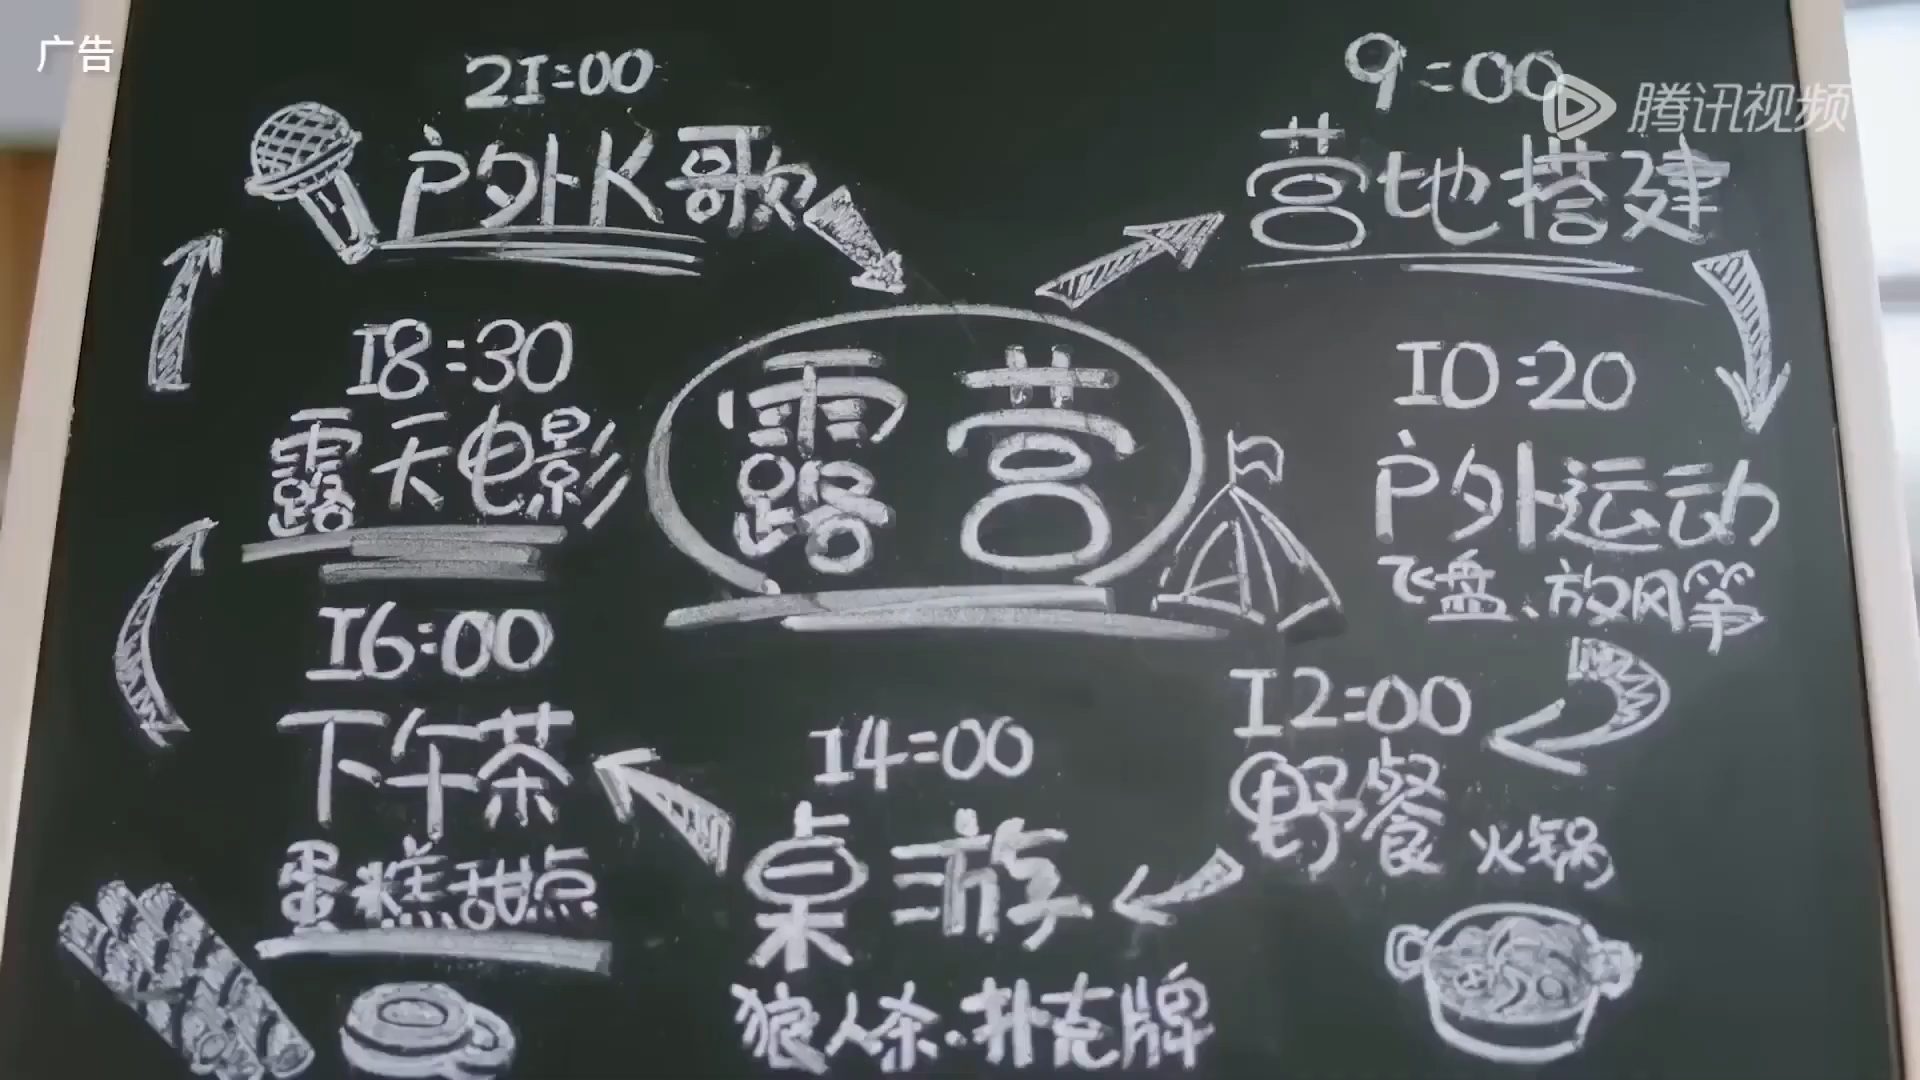 广告
腾讯视频
露营
9:00
营地搭建
10:20
户外运动
飞盘、放风筝
12:00
野餐 火锅
14:00
桌游
狼人杀·扑克牌
16:00
下午茶
蛋糕甜点
18:30
露天电影
21:00
户外K歌